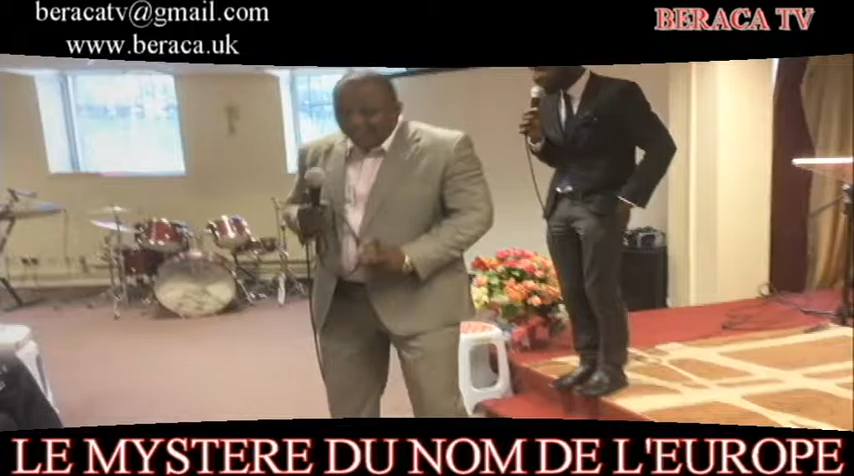 beracatv@gmail.com
BERACA TV
www.beraca.uk
LE MYSTERE DU NOM DE L'EUROPE